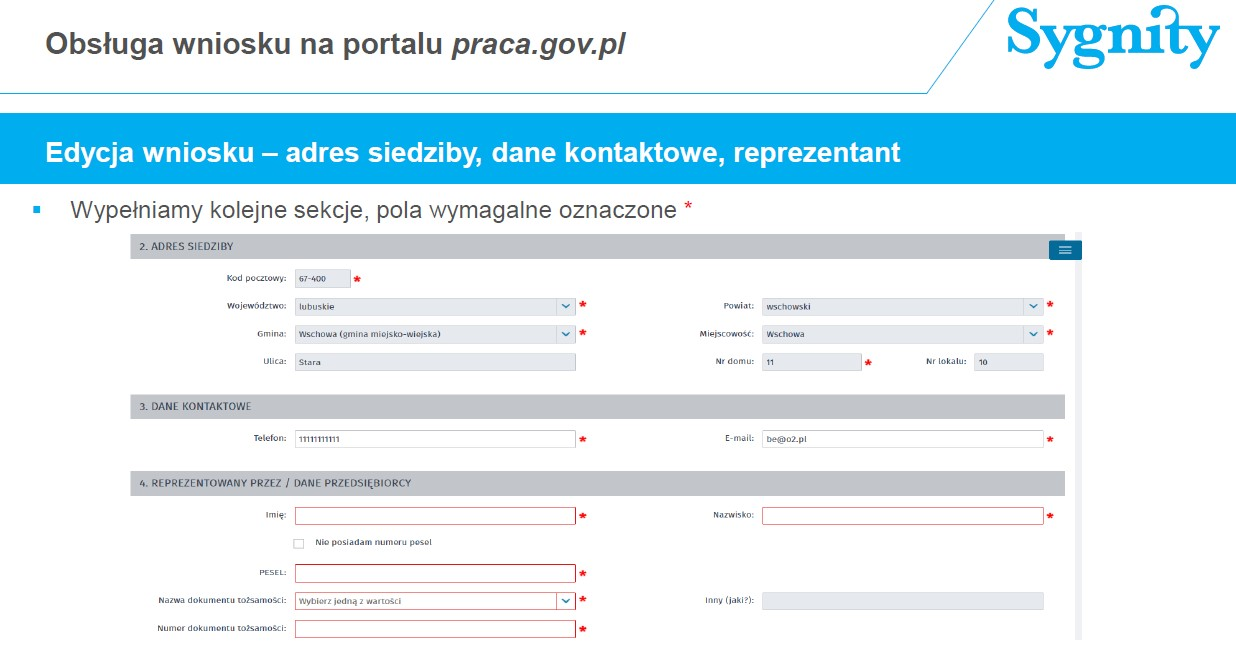 Obsługa wniosku na portalu praca.gov.pl
Sygnity
Edycja wniosku – adres siedziby, dane kontaktowe, reprezentant
Wypełniamy kolejne sekcje, pola wymagalne oznaczone *
2. ADRES SIEDZIBY
Kod pocztowy: 67-400 *
Województwo: lubuskie * Powiat: wschowski *
Gmina: Wschowa (gmina miejsko-wiejska) * Miejscowość: Wschowa *
Ulica: Stara Nr domu: 11 * Nr lokalu: 10
3. DANE KONTAKTOWE
Telefon: 11111111111 * E-mail: be@o2.pl *
4. REPREZENTOWANY PRZEZ / DANE PRZEDSIĘBIORCY
Imię: * Nazwisko: *
Nie posiadam numeru pesel
PESEL: *
Nazwa dokumentu tożsamości: Wybierz jedną z wartości * Inny (jaki?):
Numer dokumentu tożsamości: *